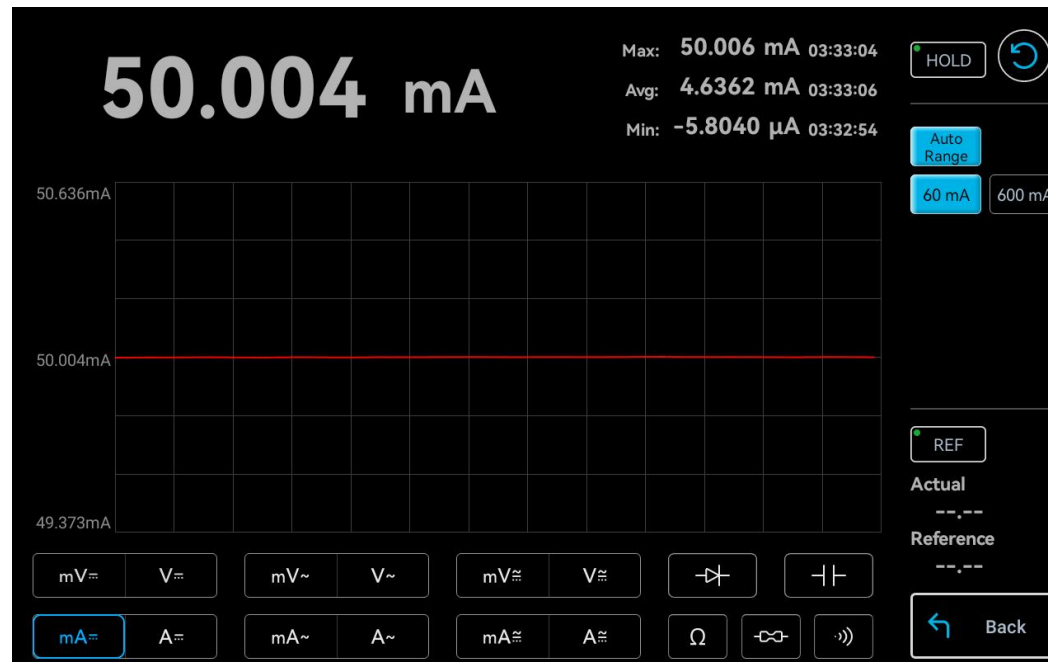 50.004 mA
Max: 50.006 mA 03:33:04
Avg: 4.6362 mA 03:33:06
Min: -5.8040 µA 03:32:54
HOLD
Auto
Range
60 mA 600 mA
50.636mA
50.004mA
49.373mA
REF
Actual
--.--
Reference
--.--
mV⎓ V⎓ mV~ V~ mV≅ V≅
mA⎓ A⎓ mA~ A~ mA≅ A≅ Ω
Back